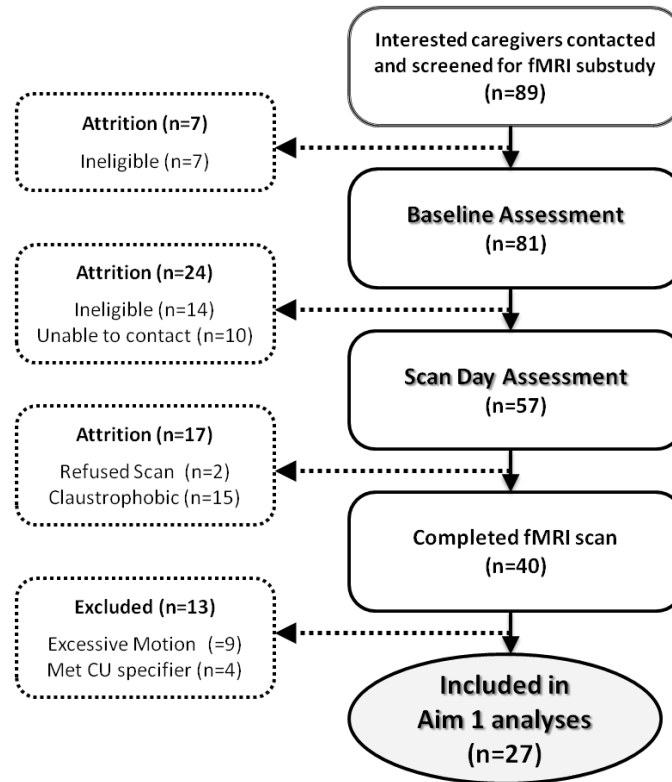 Interested caregivers contacted
and screened for fMRI substudy
(n=89)
Attrition (n=7)
Ineligible (n=7)
Baseline Assessment
(n=81)
Attrition (n=24)
Ineligible (n=14)
Unable to contact (n=10)
Scan Day Assessment
(n=57)
Attrition (n=17)
Refused Scan (n=2)
Claustrophobic (n=15)
Completed fMRI scan
(n=40)
Excluded (n=13)
Excessive Motion (=9)
Met CU specifier (n=4)
Included in
Aim 1 analyses
(n=27)